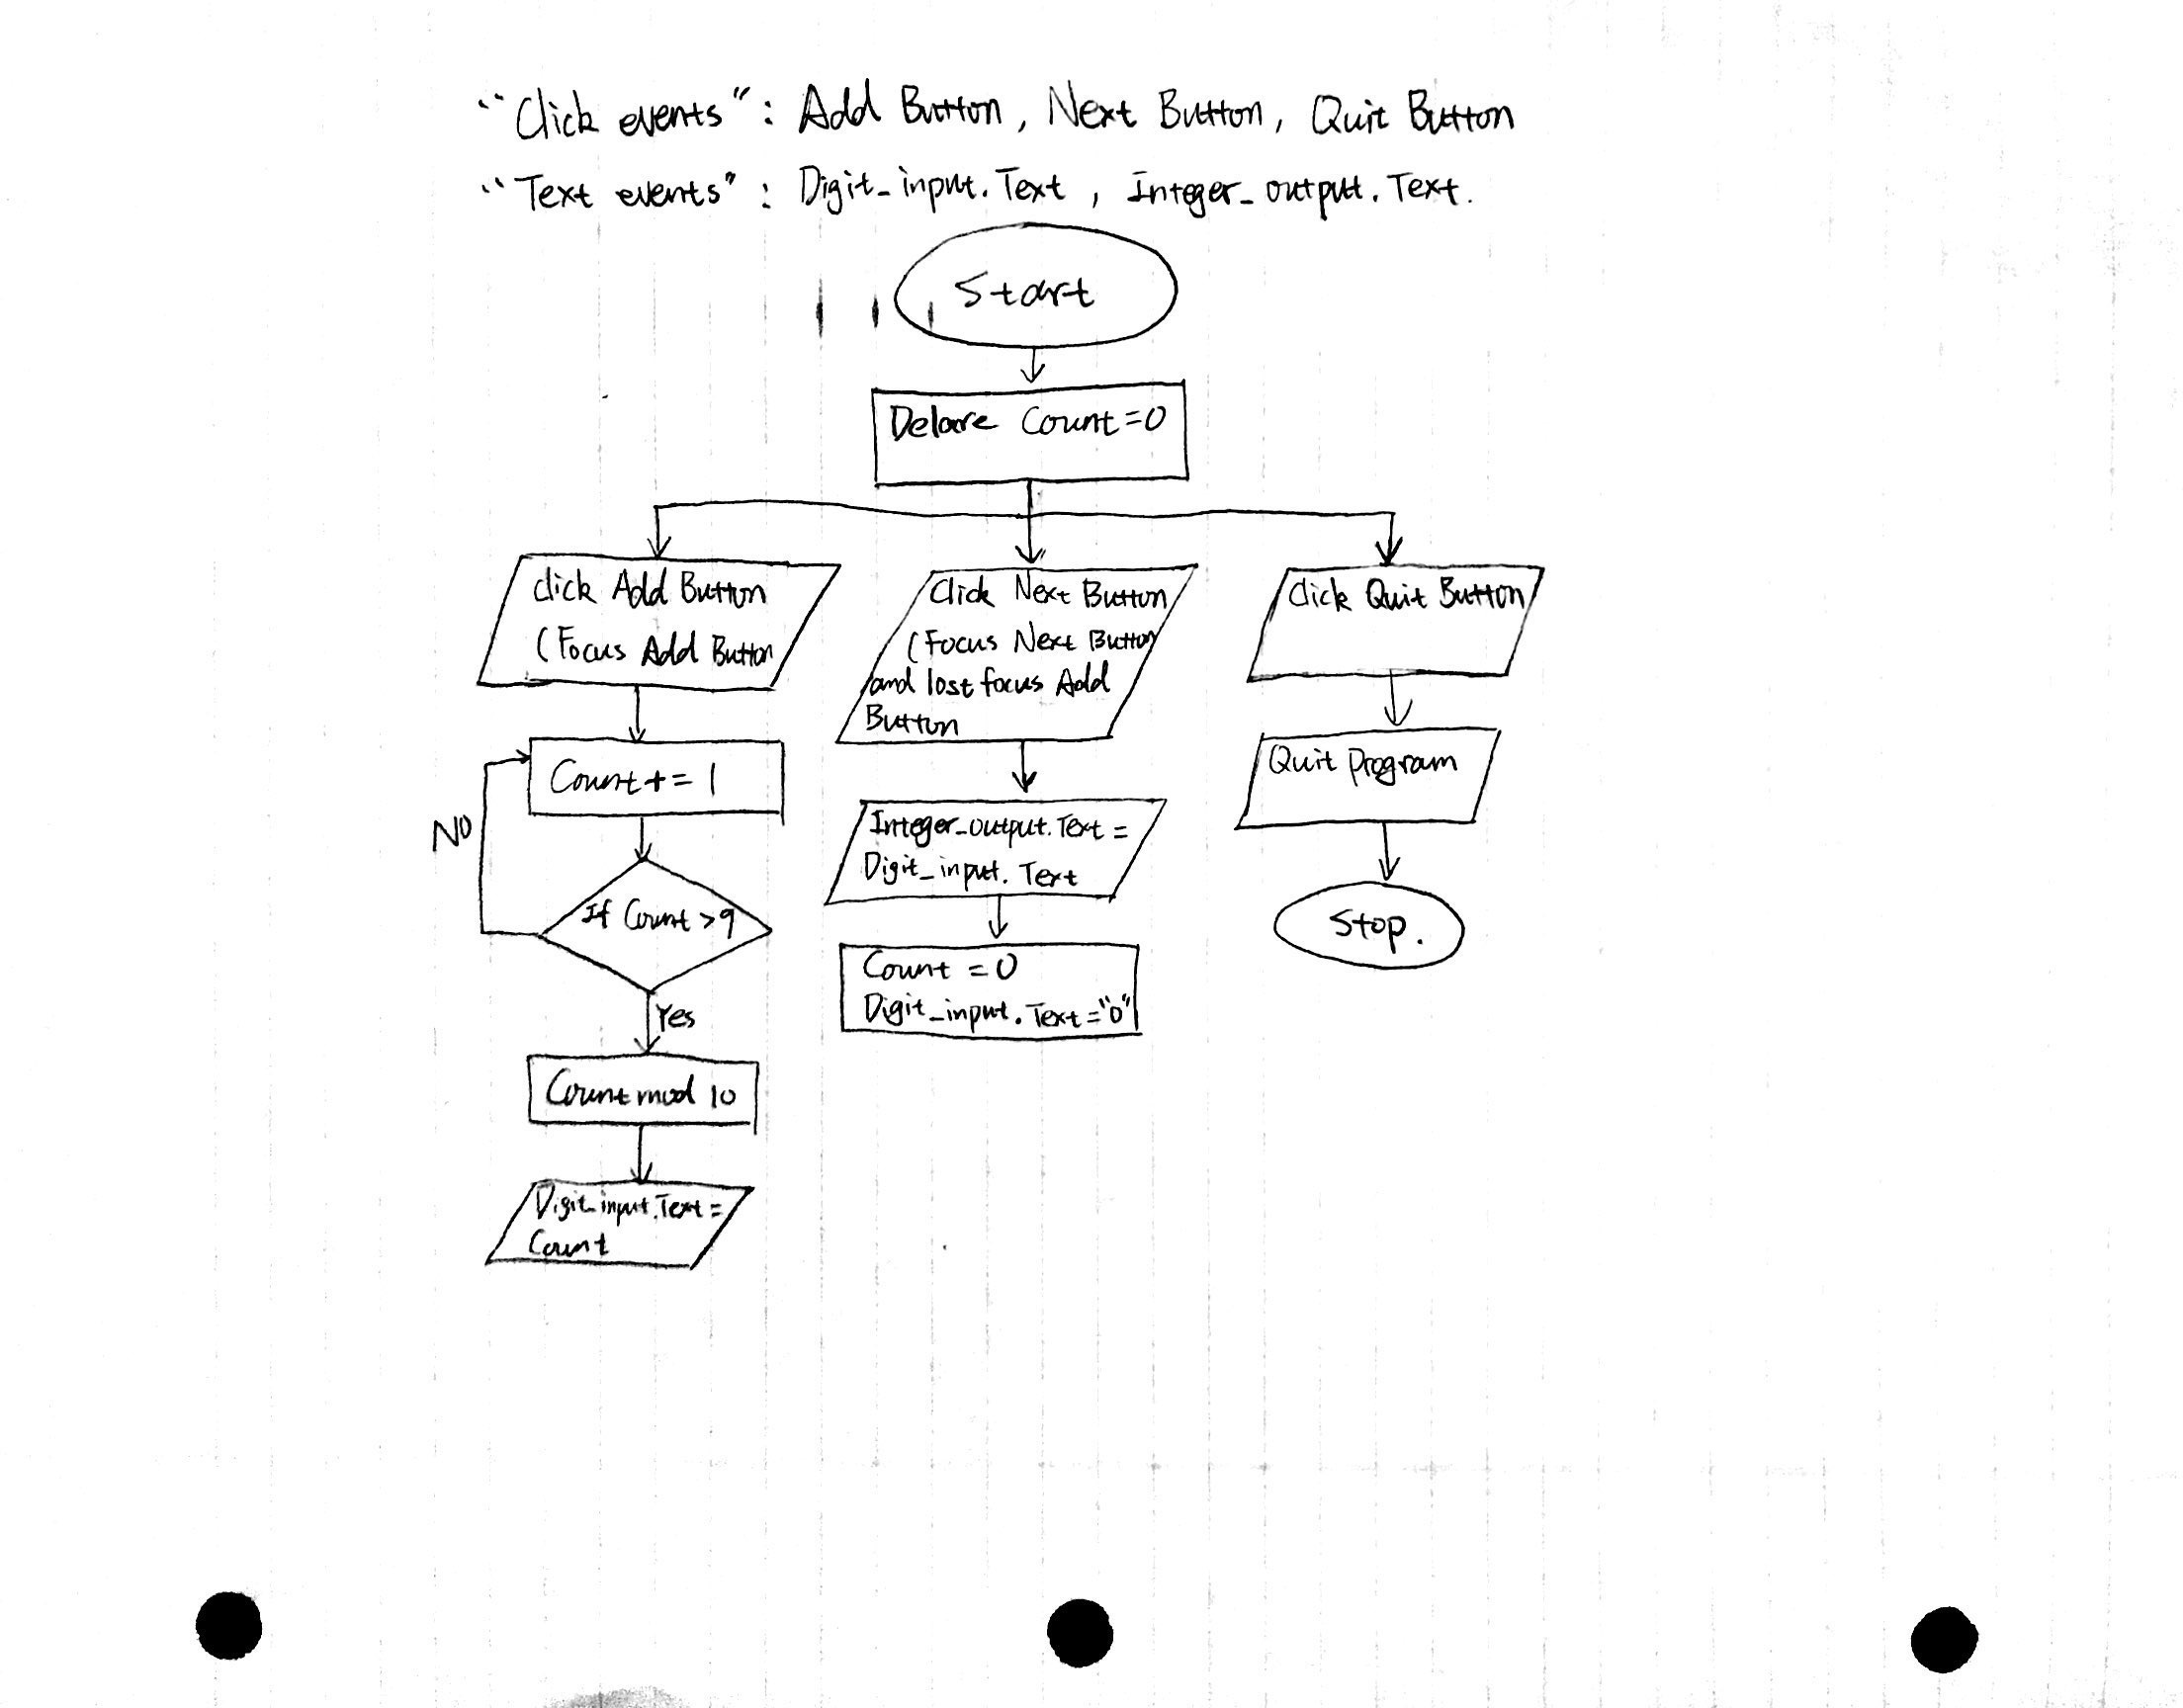 "Click events": Add Button, Next Button, Quit Button
"Text events": Digit_input.Text, Integer_output.Text.
Start
Delare Count=0
click Add Button
(Focus Add Button
Count+=1
NO
If Count >9
Yes
Count mod 10
Digit_input.Text=
Count
Click Next Button
(Focus Next Button
and lost focus Add
Button
Integer_output.Text=
Digit_input.Text
Count =0
Digit_input.Text="0"
Click Quit Button
Quit Program
Stop.